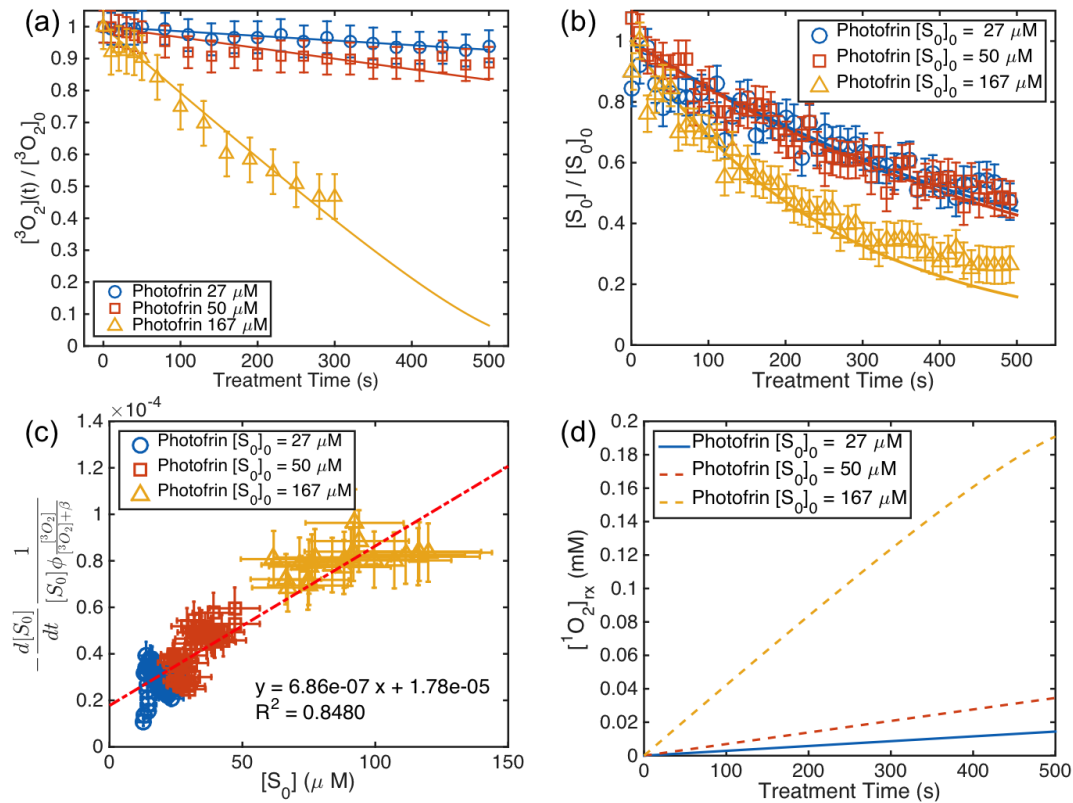 (a)
[³O₂](t) / [³O₂]₀
1
0.9
0.8
0.7
0.6
0.5
0.4
0.3
0.2
0.1
0
Photofrin 27 μM
Photofrin 50 μM
Photofrin 167 μM
0 100 200 300 400 500
Treatment Time (s)
(b)
[S₀] / [S₀]₀
1
0.8
0.6
0.4
0.2
0
Photofrin [S₀]₀ = 27 μM
Photofrin [S₀]₀ = 50 μM
Photofrin [S₀]₀ = 167 μM
0 100 200 300 400 500
Treatment Time (s)
(c)
×10⁻⁴
− d[S₀]/dt 1/([S₀]ϕ [³O₂]/([³O₂]+β))
1.4
1.2
1
0.8
0.6
0.4
0.2
0
Photofrin [S₀]₀ = 27 μM
Photofrin [S₀]₀ = 50 μM
Photofrin [S₀]₀ = 167 μM
y = 6.86e-07 x + 1.78e-05
R² = 0.8480
0 50 100 150
[S₀] (μ M)
(d)
[¹O₂]rx (mM)
0.2
0.18
0.16
0.14
0.12
0.1
0.08
0.06
0.04
0.02
0
Photofrin [S₀]₀ = 27 μM
Photofrin [S₀]₀ = 50 μM
Photofrin [S₀]₀ = 167 μM
0 100 200 300 400 500
Treatment Time (s)